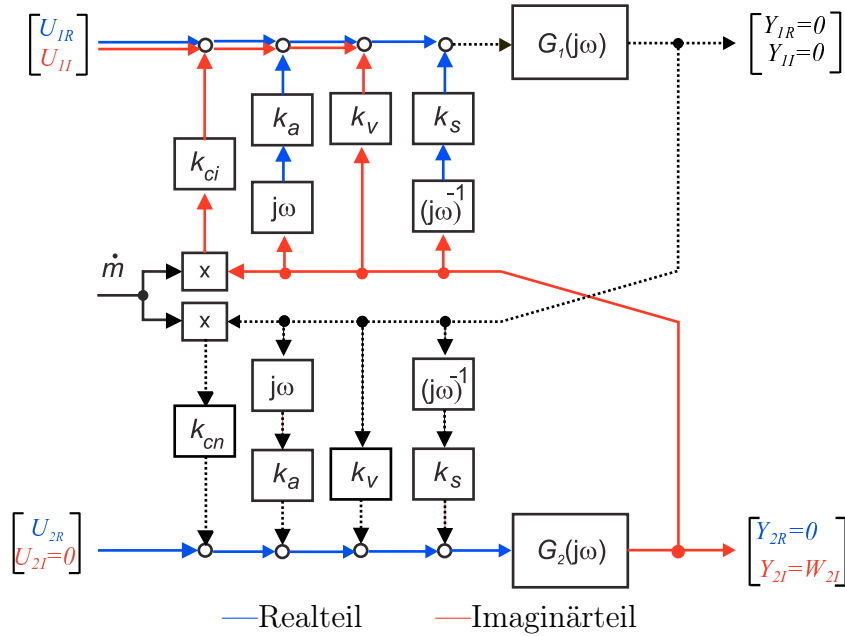 U1R
U1I
G1(jω)
Y1R=0
Y1I=0
ka
kv
ks
kci
jω
(jω)-1
ṁ
x
x
jω
(jω)-1
kcn
ka
kv
ks
U2R
U2I=0
G2(jω)
Y2R=0
Y2I=W2I
Realteil
Imaginärteil